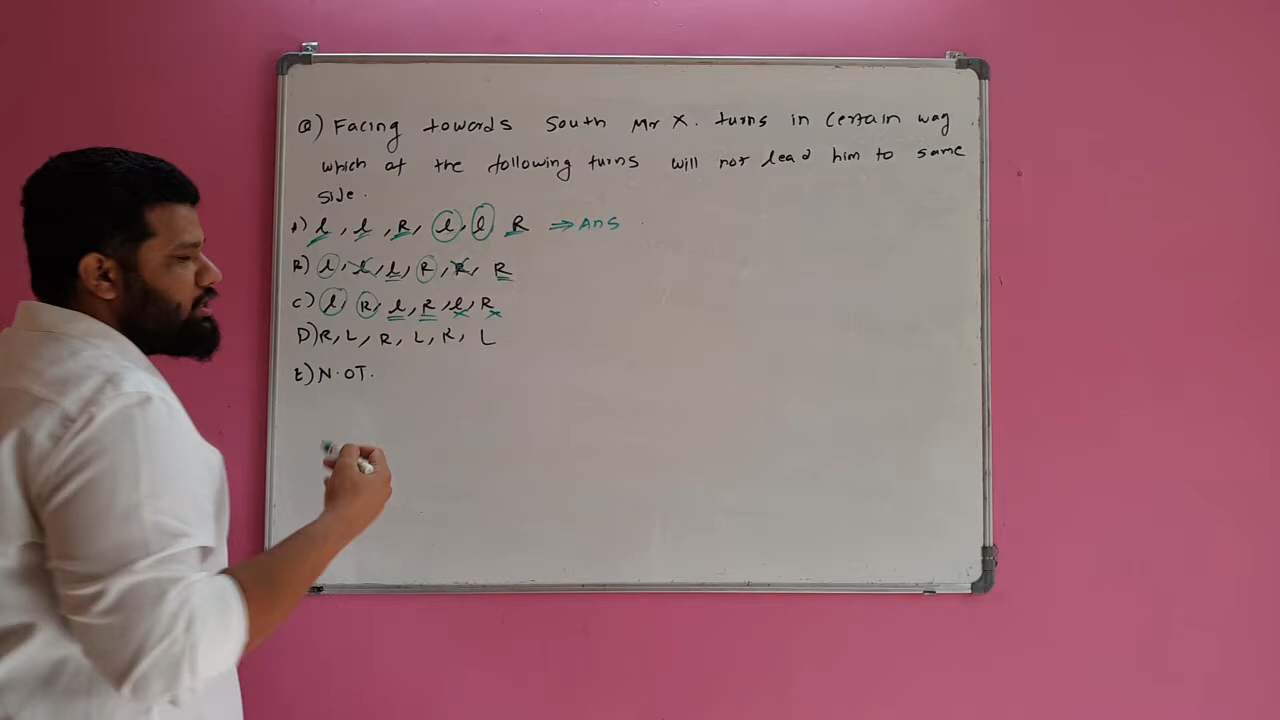 Q) Facing towards South Mr X. turns in certain way
which of the following turns will not lead him to same
side.
A) l, l, R, l, l R ⇒ Ans
B) l, l, l, R, R, R
C) l, R, l, R, l, R
D) R, L, R, L, R, L
E) N.OT.